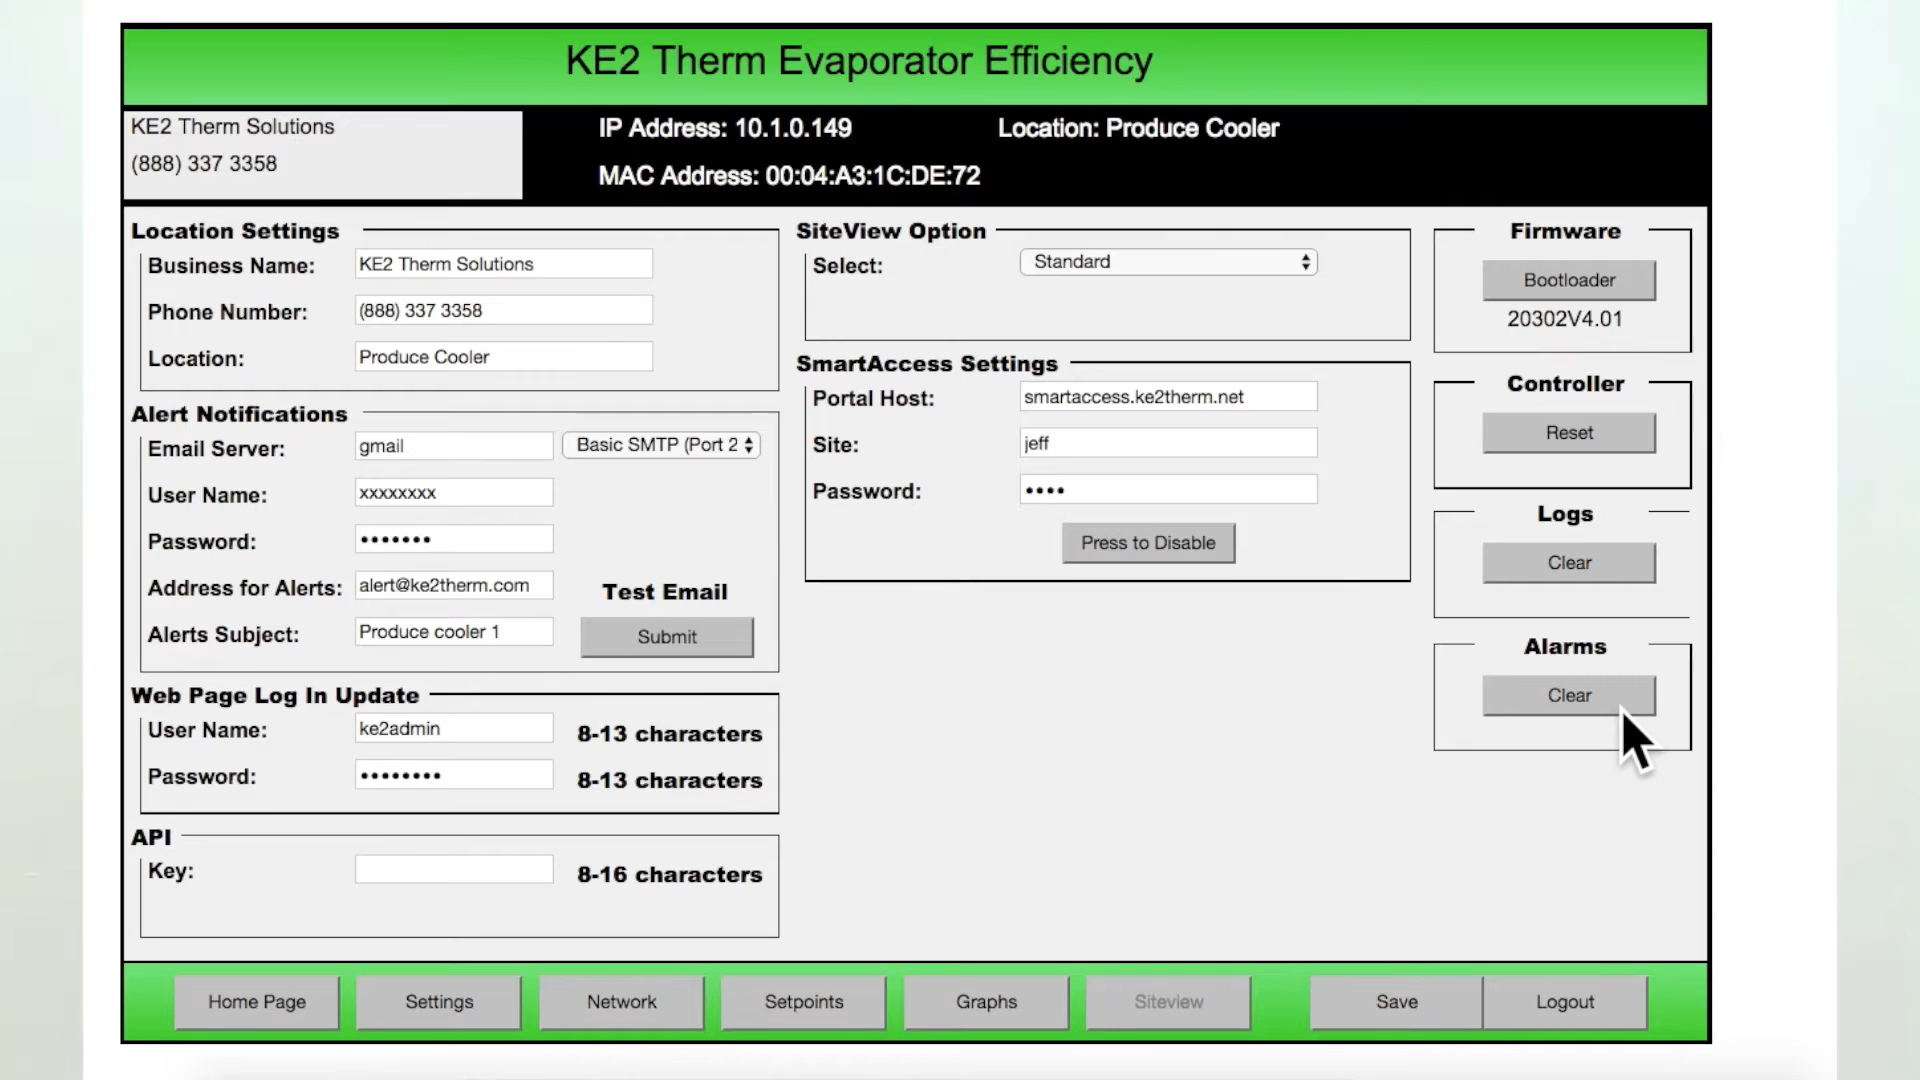 KE2 Therm Evaporator Efficiency
KE2 Therm Solutions
(888) 337 3358
IP Address: 10.1.0.149
Location: Produce Cooler
MAC Address: 00:04:A3:1C:DE:72
Location Settings
Business Name: KE2 Therm Solutions
Phone Number: (888) 337 3358
Location: Produce Cooler
Alert Notifications
Email Server: gmail Basic SMTP (Port 2
User Name: xxxxxxxx
Password: •••••••
Address for Alerts: alert@ke2therm.com
Test Email
Alerts Subject: Produce cooler 1
Submit
Web Page Log In Update
User Name: ke2admin 8-13 characters
Password: •••••••• 8-13 characters
API
Key: 8-16 characters
SiteView Option
Select: Standard
SmartAccess Settings
Portal Host: smartaccess.ke2therm.net
Site: jeff
Password: ••••
Press to Disable
Firmware
Bootloader
20302V4.01
Controller
Reset
Logs
Clear
Alarms
Clear
Home Page Settings Network Setpoints Graphs Siteview Save Logout